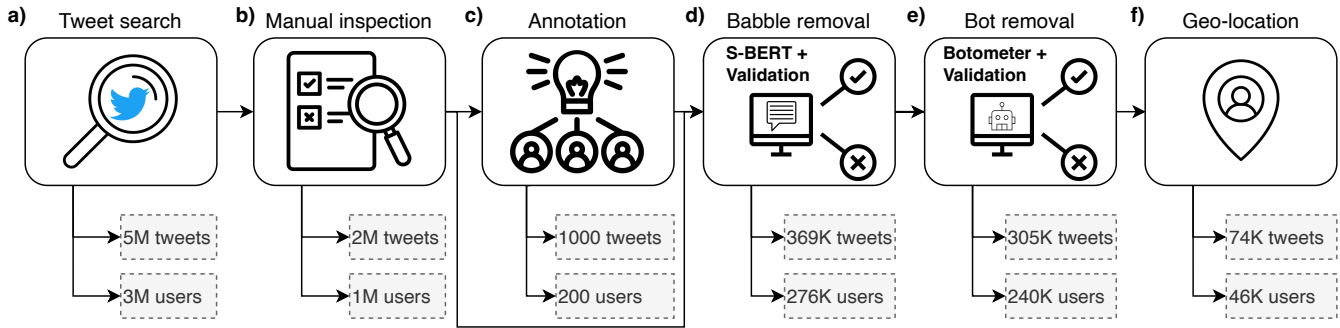 a) Tweet search
b) Manual inspection
c) Annotation
d) Babble removal
e) Bot removal
f) Geo-location
S-BERT +
Validation
Botometer +
Validation
5M tweets
2M tweets
1000 tweets
369K tweets
305K tweets
74K tweets
3M users
1M users
200 users
276K users
240K users
46K users